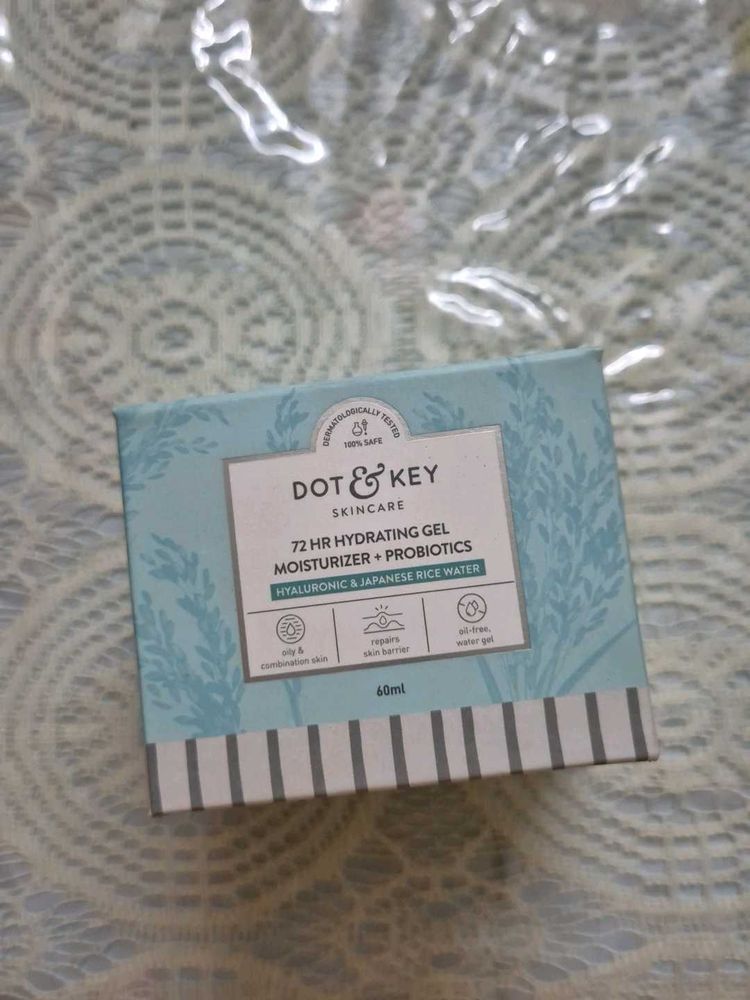 DERMATOLOGICALLY TESTED
100% SAFE
DOT & KEY
SKINCARE
72 HR HYDRATING GEL
MOISTURIZER + PROBIOTICS
HYALURONIC & JAPANESE RICE WATER
oily &
combination skin
repairs
skin barrier
oil-free,
water gel
60ml